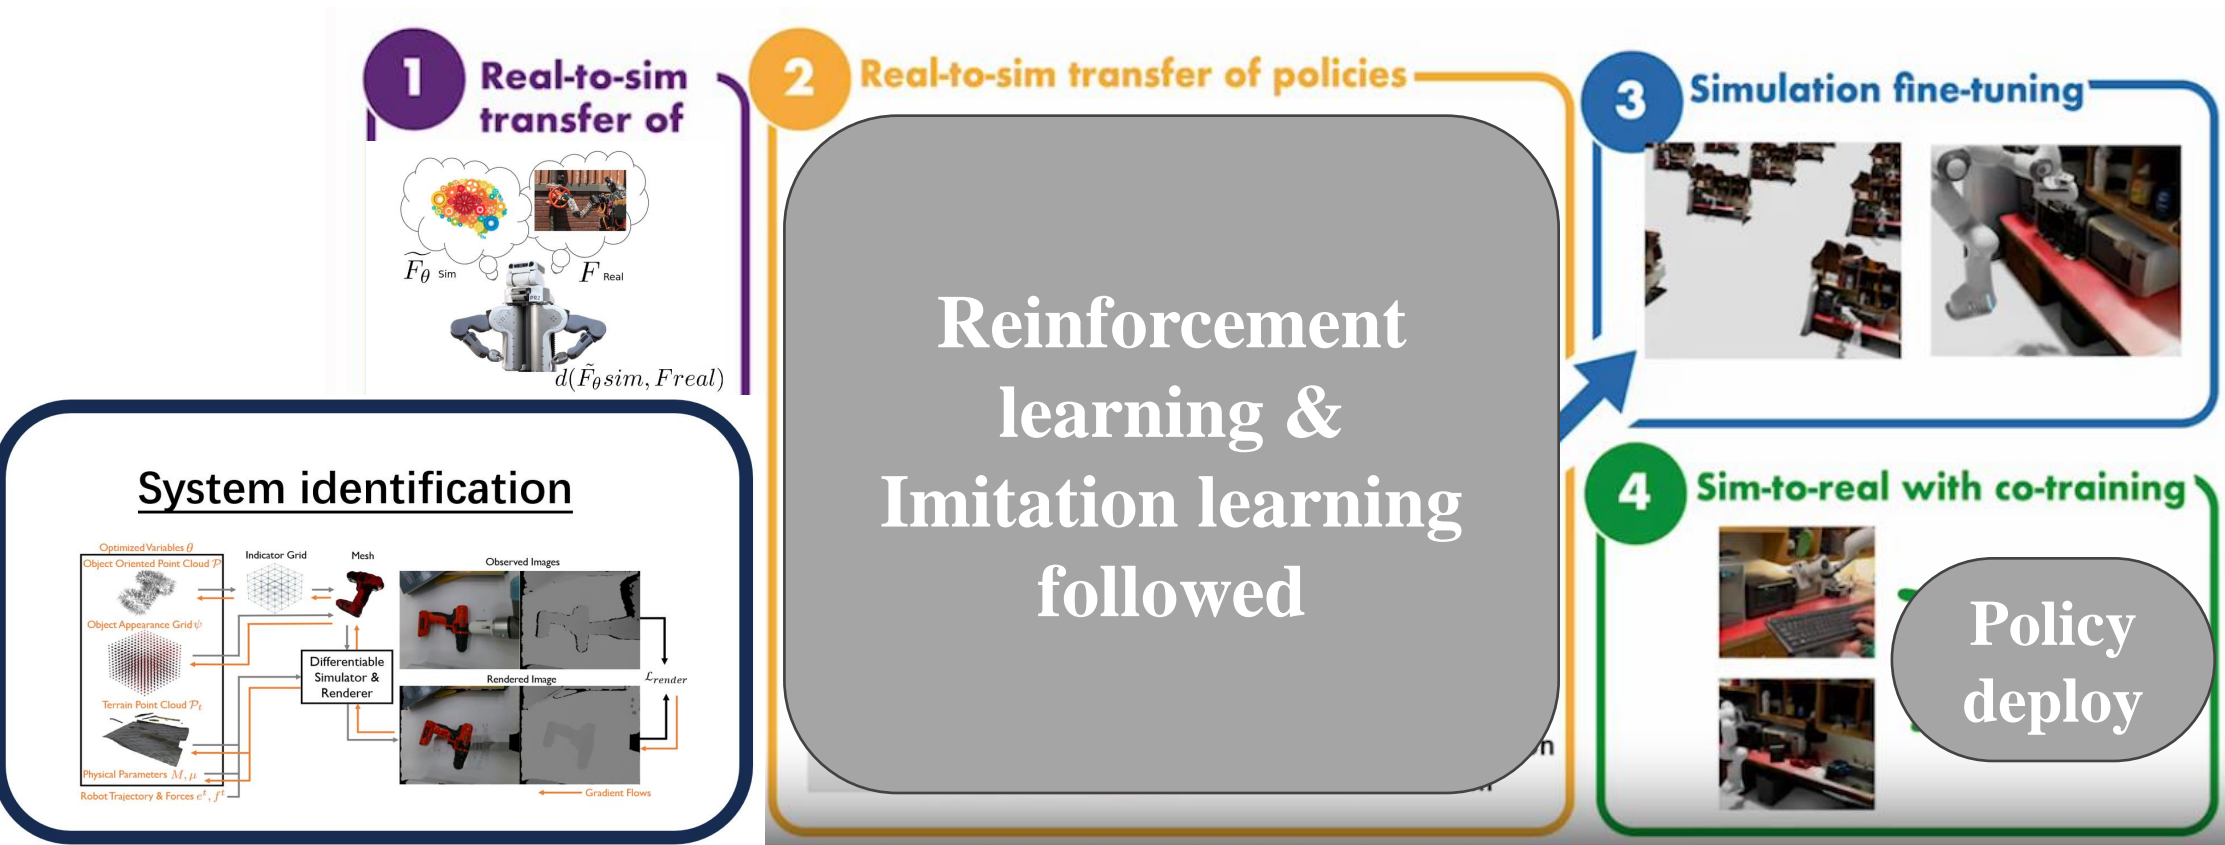 1
Real-to-sim
transfer of
F̃θ Sim
F Real
PR2
d(F̃θsim, Freal)
2
Real-to-sim transfer of policies
Reinforcement
learning &
Imitation learning
followed
n
3
Simulation fine-tuning
4
Sim-to-real with co-training
Policy
deploy
System identification
Optimized Variables θ
Object Oriented Point Cloud 𝒫
Indicator Grid
Mesh
Object Appearance Grid ψ
Terrain Point Cloud 𝒫t
Physical Parameters M, μ
Robot Trajectory & Forces e^t, f^t
Differentiable
Simulator &
Renderer
Observed Images
Rendered Image
ℒrender
Gradient Flows